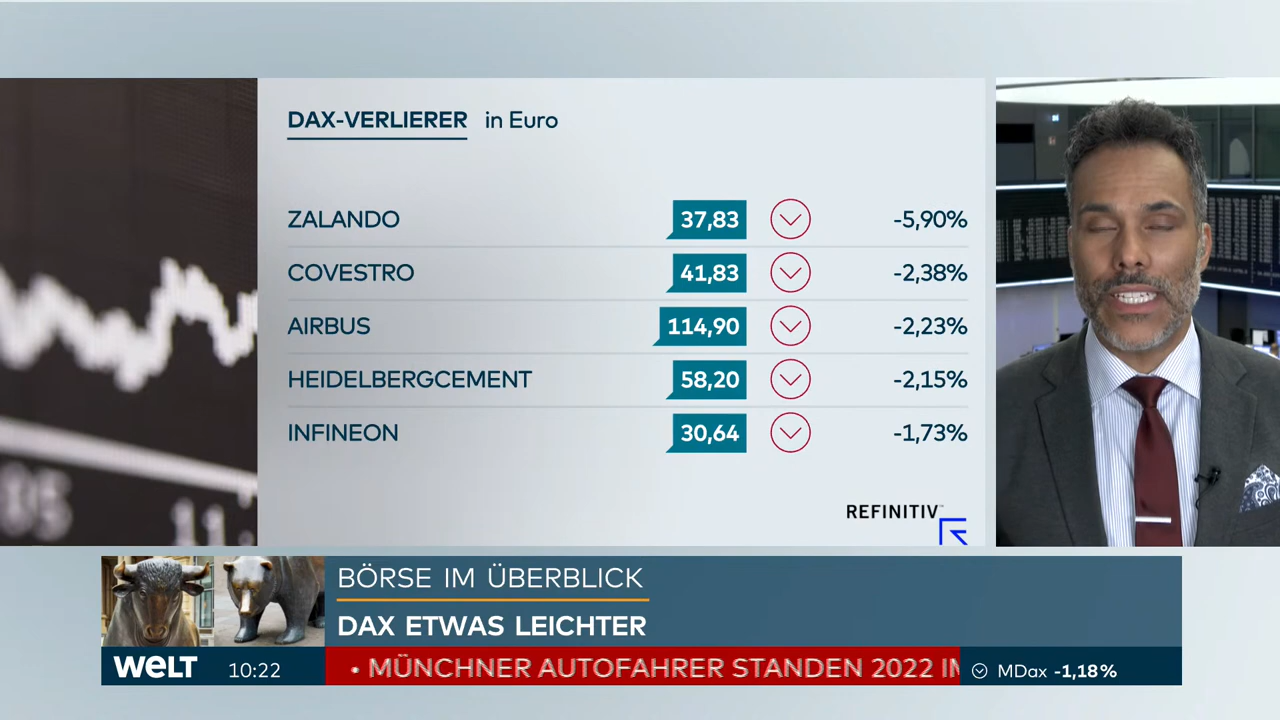 DAX-VERLIERER in Euro
ZALANDO 37,83 -5,90%
COVESTRO 41,83 -2,38%
AIRBUS 114,90 -2,23%
HEIDELBERGCEMENT 58,20 -2,15%
INFINEON 30,64 -1,73%
REFINITIV™
BÖRSE IM ÜBERBLICK
DAX ETWAS LEICHTER
WELT 10:22 • MÜNCHNER AUTOFAHRER STANDEN 2022 IM MDax -1,18%